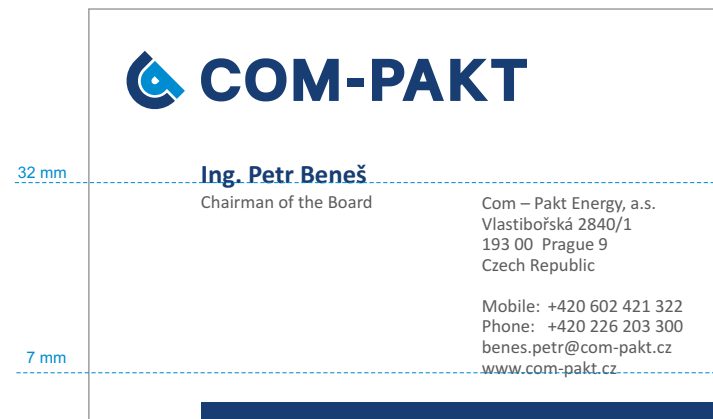 COM-PAKT
32 mm
Ing. Petr Beneš
Chairman of the Board
Com – Pakt Energy, a.s.
Vlastibořská 2840/1
193 00  Prague 9
Czech Republic
Mobile:  +420 602 421 322
Phone:   +420 226 203 300
benes.petr@com-pakt.cz
7 mm
www.com-pakt.cz